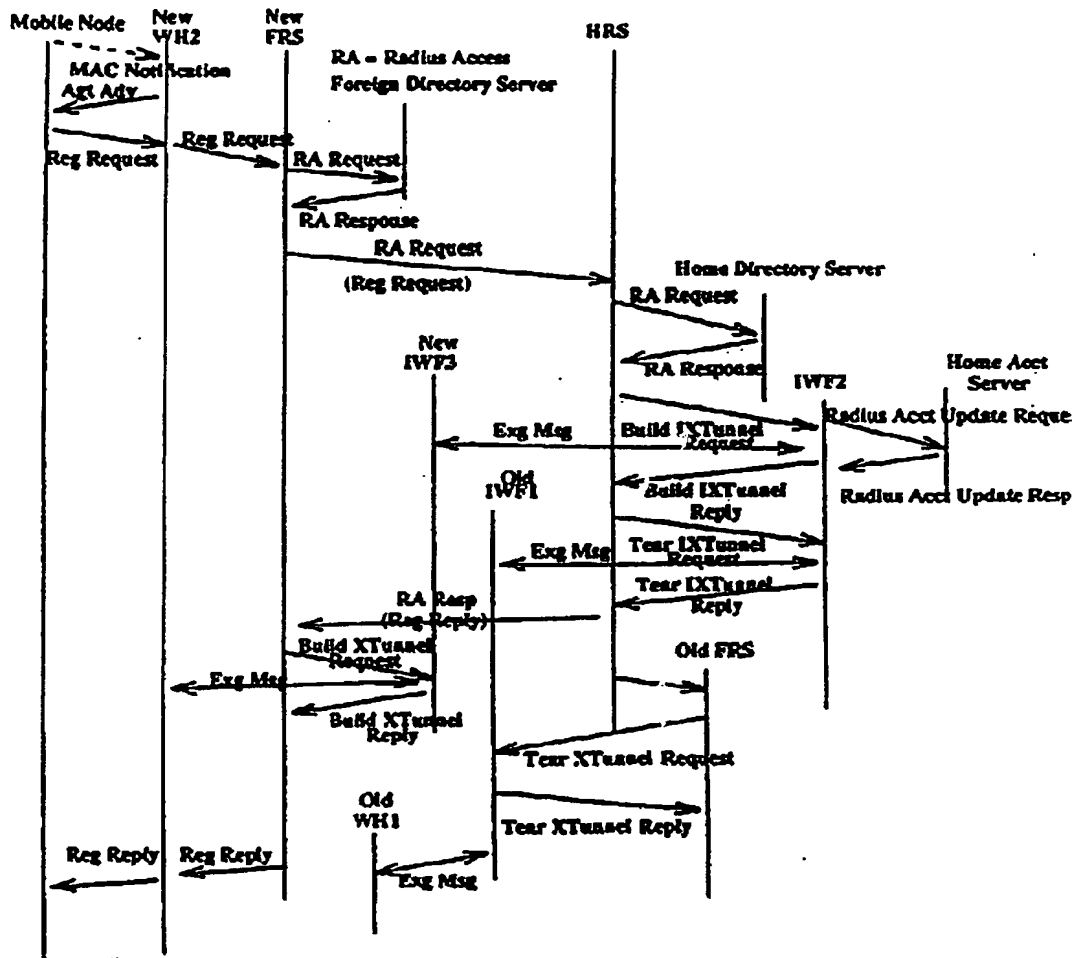 Mobile Node
New
WH2
New
FRS
HRS
MAC Notification
Agt Adv
RA = Radius Access
Foreign Directory Server
Reg Request
Reg Request
RA Request
RA Response
RA Request
(Reg Request)
Home Directory Server
RA Request
RA Response
New
IWF3
IWF2
Home Acct
Server
Radius Acct Update Reque
Exg Msg
Build IXTunnel
Request
Old
IWF1
Build IXTunnel
Reply
Radius Acct Update Resp
Exg Msg
Tear IXTunnel
Request
Tear IXTunnel
Reply
RA Resp
(Reg Reply)
Build XTunnel
Request
Old FRS
Exg Msg
Build XTunnel
Reply
Tear XTunnel Request
Old
WH1
Tear XTunnel Reply
Reg Reply
Reg Reply
Exg Msg